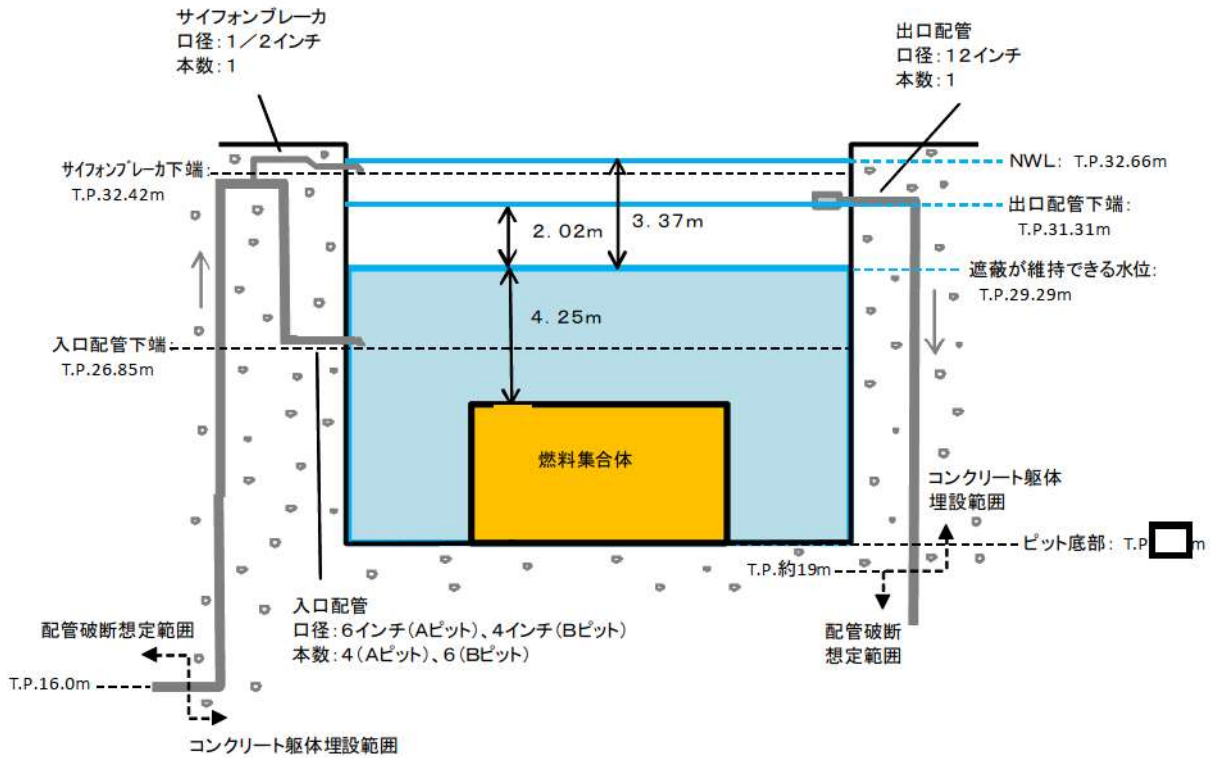 サイフォンブレーカ
口径：１／２インチ
本数：１
出口配管
口径：１２インチ
本数：１
サイフォンブレーカ下端：
T.P.32.42m
NWL：T.P.32.66m
出口配管下端：
T.P.31.31m
２．０２m
３．３７m
遮蔽が維持できる水位：
T.P.29.29m
４．２５m
入口配管下端：
T.P.26.85m
燃料集合体
コンクリート躯体
埋設範囲
ピット底部：T.P. m
T.P.約19m
入口配管
口径：６インチ（Aピット）、４インチ（Bピット）
本数：４（Aピット）、６（Bピット）
配管破断想定範囲
配管破断
想定範囲
T.P.16.0m
コンクリート躯体埋設範囲